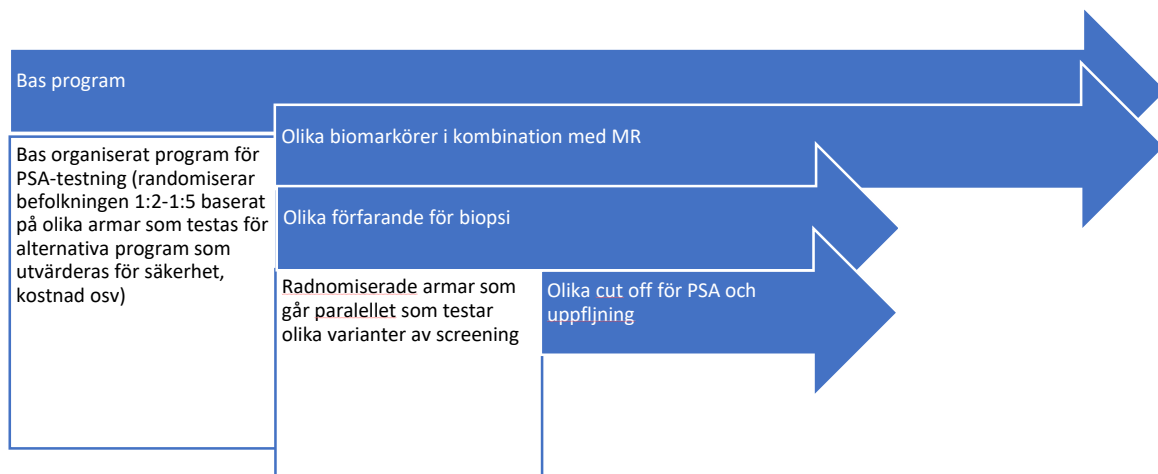 Bas program
Bas organiserat program för
PSA-testning (randomiserar
befolkningen 1:2-1:5 baserat
på olika armar som testas för
alternativa program som
utvärderas för säkerhet,
kostnad osv)
Olika biomarkörer i kombination med MR
Olika förfarande för biopsi
Radnomiserade armar som
går paralellet som testar
olika varianter av screening
Olika cut off för PSA och
uppfljning